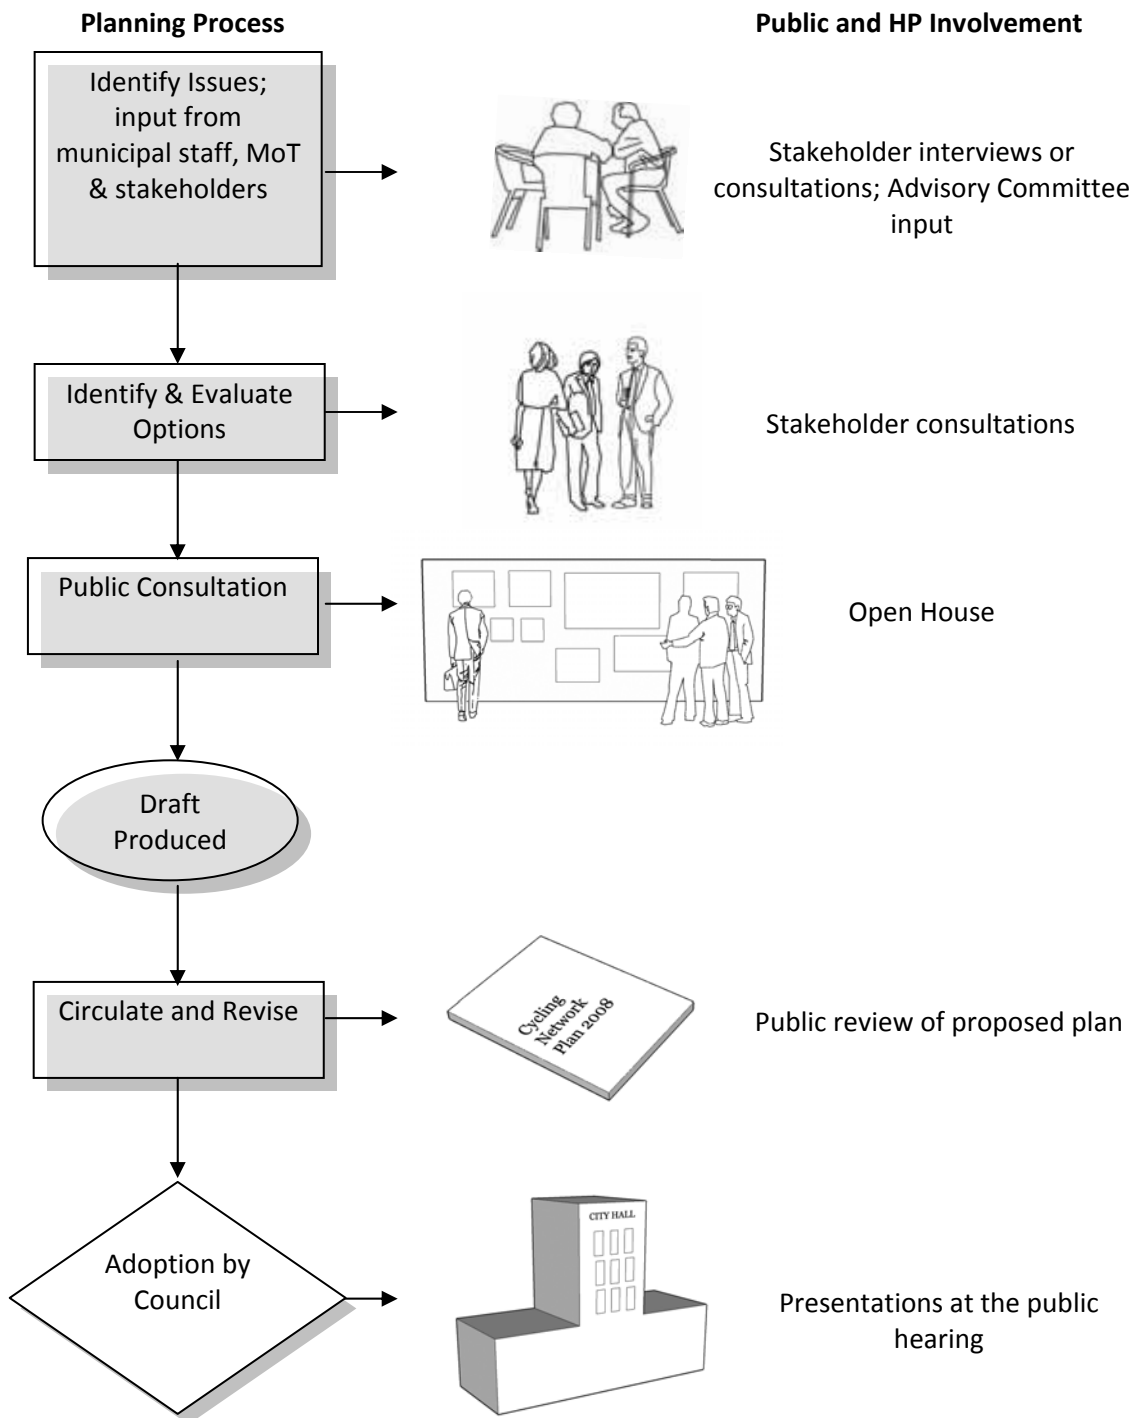 Planning Process
Public and HP Involvement
Identify Issues;
input from
municipal staff, MoT
& stakeholders
Stakeholder interviews or
consultations; Advisory Committee
input
Identify & Evaluate
Options
Stakeholder consultations
Public Consultation
Open House
Draft
Produced
Circulate and Revise
Cycling
Network
Plan 2008
Public review of proposed plan
Adoption by
Council
CITY HALL
Presentations at the public
hearing